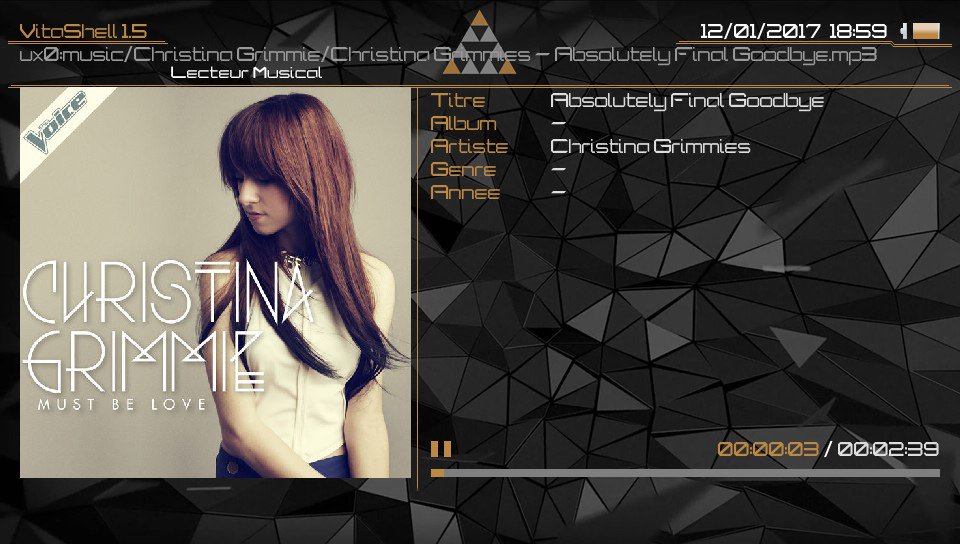 VitaShell 1.5
12/01/2017 18:59
ux0:music/Christina Grimmie/Christina Grimmies - Absolutely Final Goodbye.mp3
Lecteur Musical
THE
Voice
CHRISTINA
GRIMMIE
MUST BE LOVE
Titre Absolutely Final Goodbye
Album -
Artiste Christina Grimmies
Genre -
Annee -
00:00:03 / 00:02:39